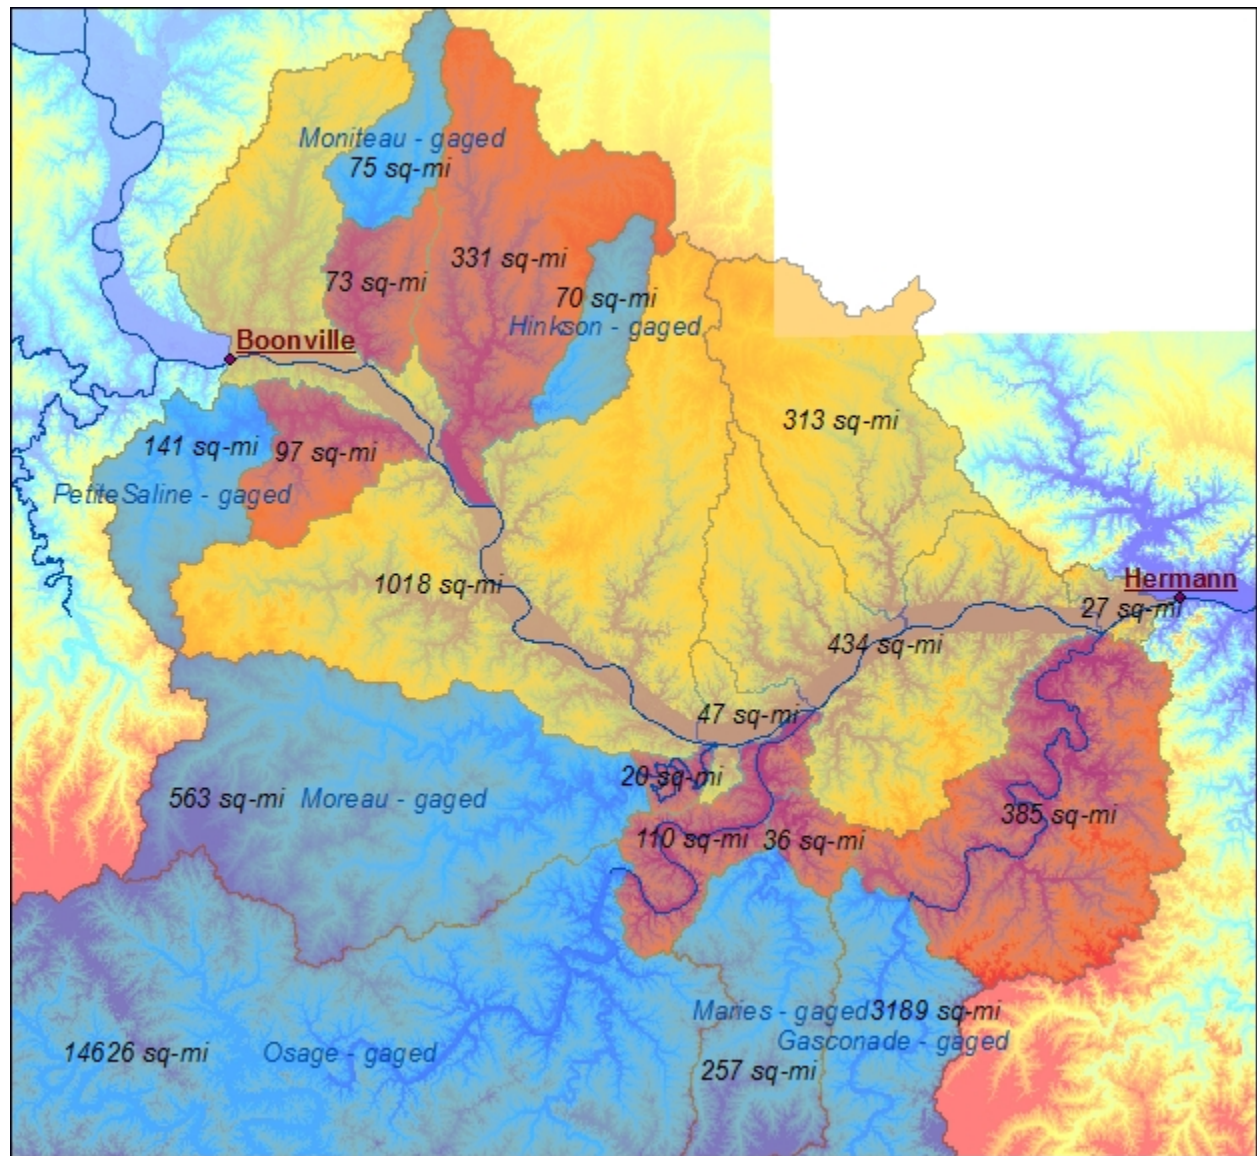 Moniteau - gaged
75 sq-mi
331 sq-mi
73 sq-mi
70 sq-mi
Hinkson - gaged
Boonville
313 sq-mi
141 sq-mi
97 sq-mi
PetiteSaline - gaged
1018 sq-mi
Hermann
27 sq-mi
434 sq-mi
47 sq-mi
20 sq-mi
563 sq-mi
Moreau - gaged
110 sq-mi
36 sq-mi
385 sq-mi
Maries - gaged
3189 sq-mi
Gasconade - gaged
14626 sq-mi
Osage - gaged
257 sq-mi